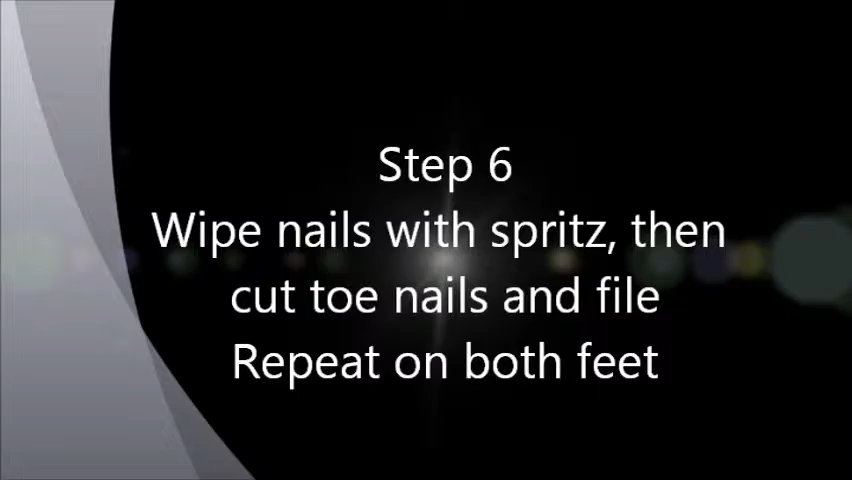 Step 6
Wipe nails with spritz, then
cut toe nails and file
Repeat on both feet